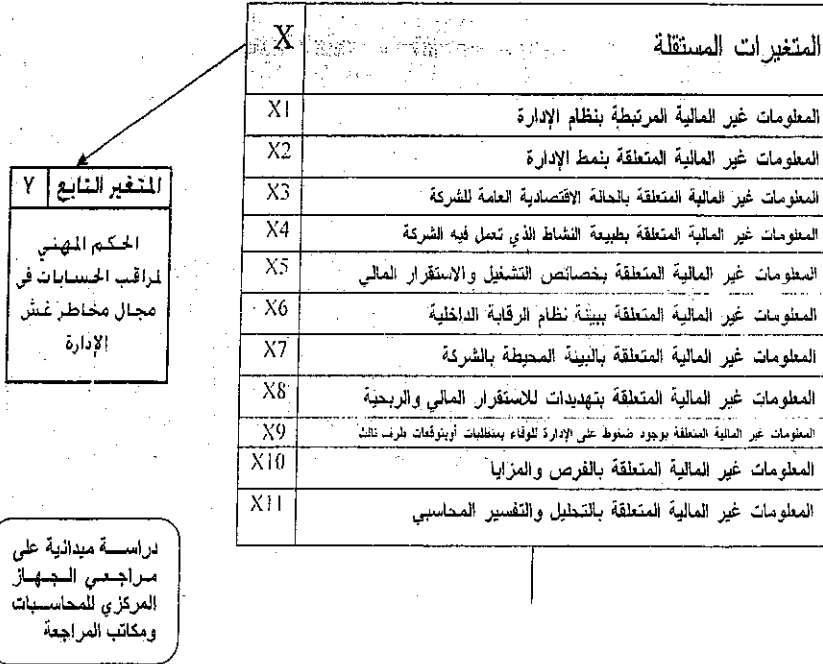 المتغيرات المستقلة X
المعلومات غير المالية المرتبطة بنظام الإدارة X1
المعلومات غير المالية المتعلقة بنمط الإدارة X2
المعلومات غير المالية المتعلقة بالحالة الاقتصادية العامة للشركة X3
المعلومات غير المالية المتعلقة بطبيعة النشاط الذي تعمل فيه الشركة X4
المعلومات غير المالية المتعلقة بخصائص التشغيل والاستقرار المالي X5
المعلومات غير المالية المتعلقة ببيئة نظام الرقابة الداخلية X6
المعلومات غير المالية المتعلقة بالبيئة المحيطة بالشركة X7
المعلومات غير المالية المتعلقة بتهديدات للاستقرار المالي والربحية X8
المعلومات غير المالية المتعلقة بوجود ضغوط على الإدارة للوفاء بمتطلبات أوبتوقعات طرف ثالث X9
المعلومات غير المالية المتعلقة بالفرص والمزايا X10
المعلومات غير المالية المتعلقة بالتحليل والتفسير المحاسبي X11
المتغير التابع Y
الحكم المهني
لمراقب الحسابات في
مجال مخاطر غش
الإدارة
دراســة ميدانية على
مراجعي الجهاز
المركزي للمحاسبات
ومكاتب المراجعة